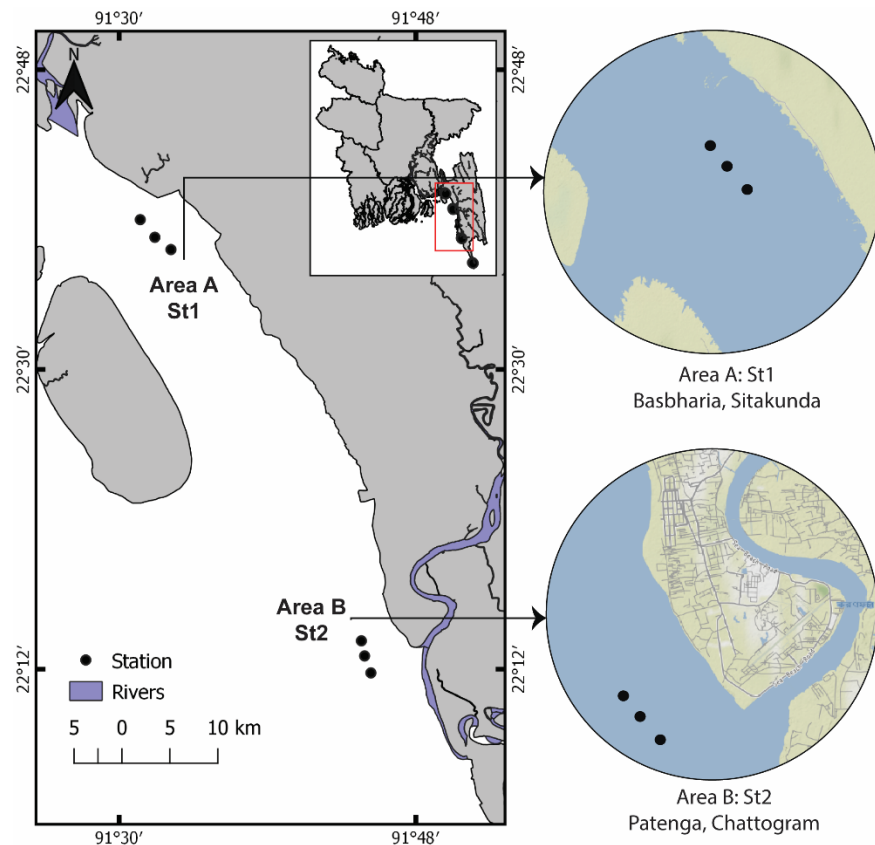 91°30′
91°48′
22°48′
22°48′
N
Area A
St1
22°30′
22°30′
Area A: St1
Basbharia, Sitakunda
Area B
St2
Station
Rivers
22°12′
22°12′
5 0 5 10 km
91°30′
91°48′
Area B: St2
Patenga, Chattogram